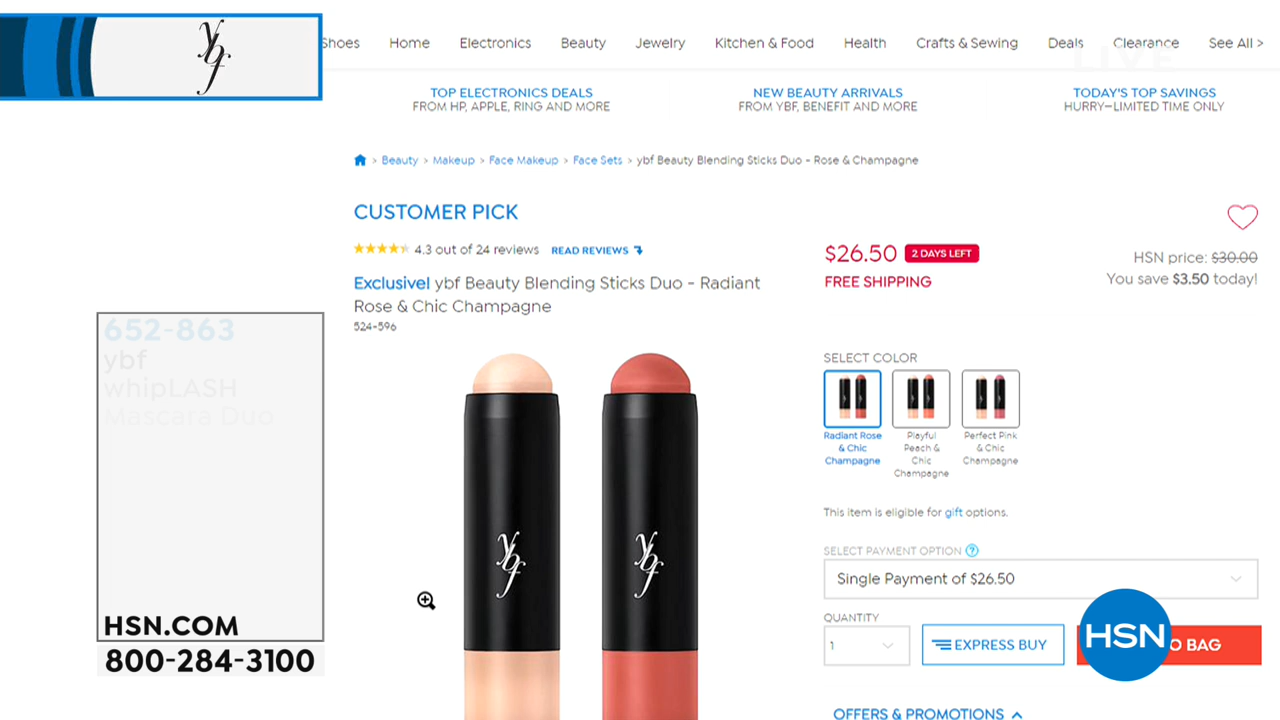 ybf
Shoes Home Electronics Beauty Jewelry Kitchen & Food Health Crafts & Sewing Deals Clearance See All >
LIVE
TOP ELECTRONICS DEALS
FROM HP, APPLE, RING AND MORE
NEW BEAUTY ARRIVALS
FROM YBF, BENEFIT AND MORE
TODAY'S TOP SAVINGS
HURRY—LIMITED TIME ONLY
> Beauty > Makeup > Face Makeup > Face Sets > ybf Beauty Blending Sticks Duo - Rose & Champagne
CUSTOMER PICK
4.3 out of 24 reviews READ REVIEWS
Exclusive! ybf Beauty Blending Sticks Duo - Radiant
Rose & Chic Champagne
524-596
$26.50 2 DAYS LEFT
FREE SHIPPING
HSN price: $30.00
You save $3.50 today!
652-863
ybf
whipLASH
Mascara Duo
HSN.COM
800-284-3100
ybf
ybf
SELECT COLOR
Radiant Rose
& Chic
Champagne
Playful
Peach &
Chic
Champagne
Perfect Pink
& Chic
Champagne
This item is eligible for gift options.
SELECT PAYMENT OPTION ?
Single Payment of $26.50
QUANTITY
1
EXPRESS BUY
HSN
O BAG
OFFERS & PROMOTIONS